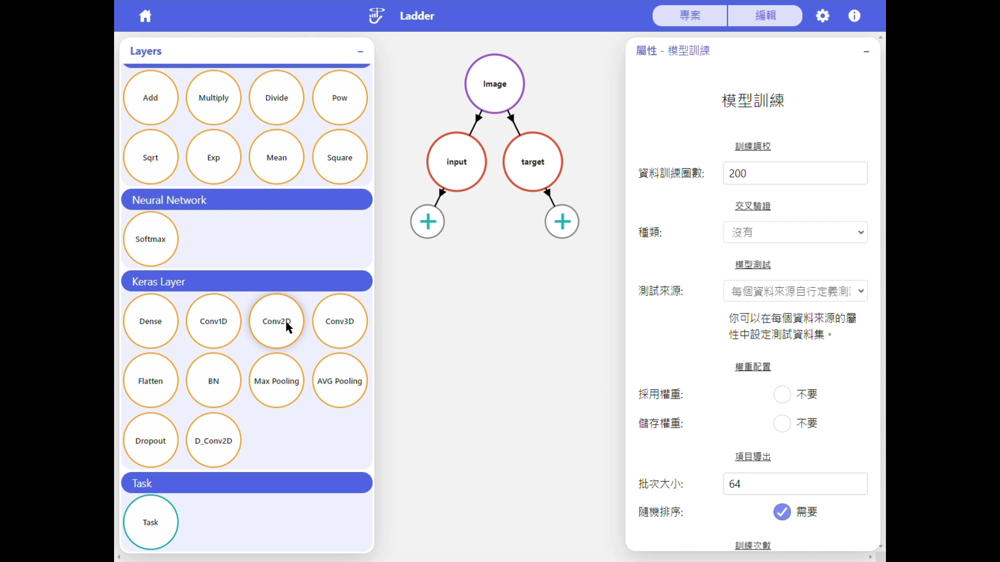 Ladder
專案
編輯
Layers
Add
Multiply
Divide
Pow
Sqrt
Exp
Mean
Square
Neural Network
Softmax
Keras Layer
Dense
Conv1D
Conv2D
Conv3D
Flatten
BN
Max Pooling
AVG Pooling
Dropout
D_Conv2D
Task
Task
Image
input
target
屬性 - 模型訓練
模型訓練
訓練調校
資料訓練圈數:
200
交叉驗證
種類:
沒有
模型測試
測試來源:
每個資料來源自行定義測
你可以在每個資料來源的屬
性中設定測試資料集。
權重配置
採用權重:
不要
儲存權重:
不要
項目導出
批次大小:
64
隨機排序:
需要
訓練次數